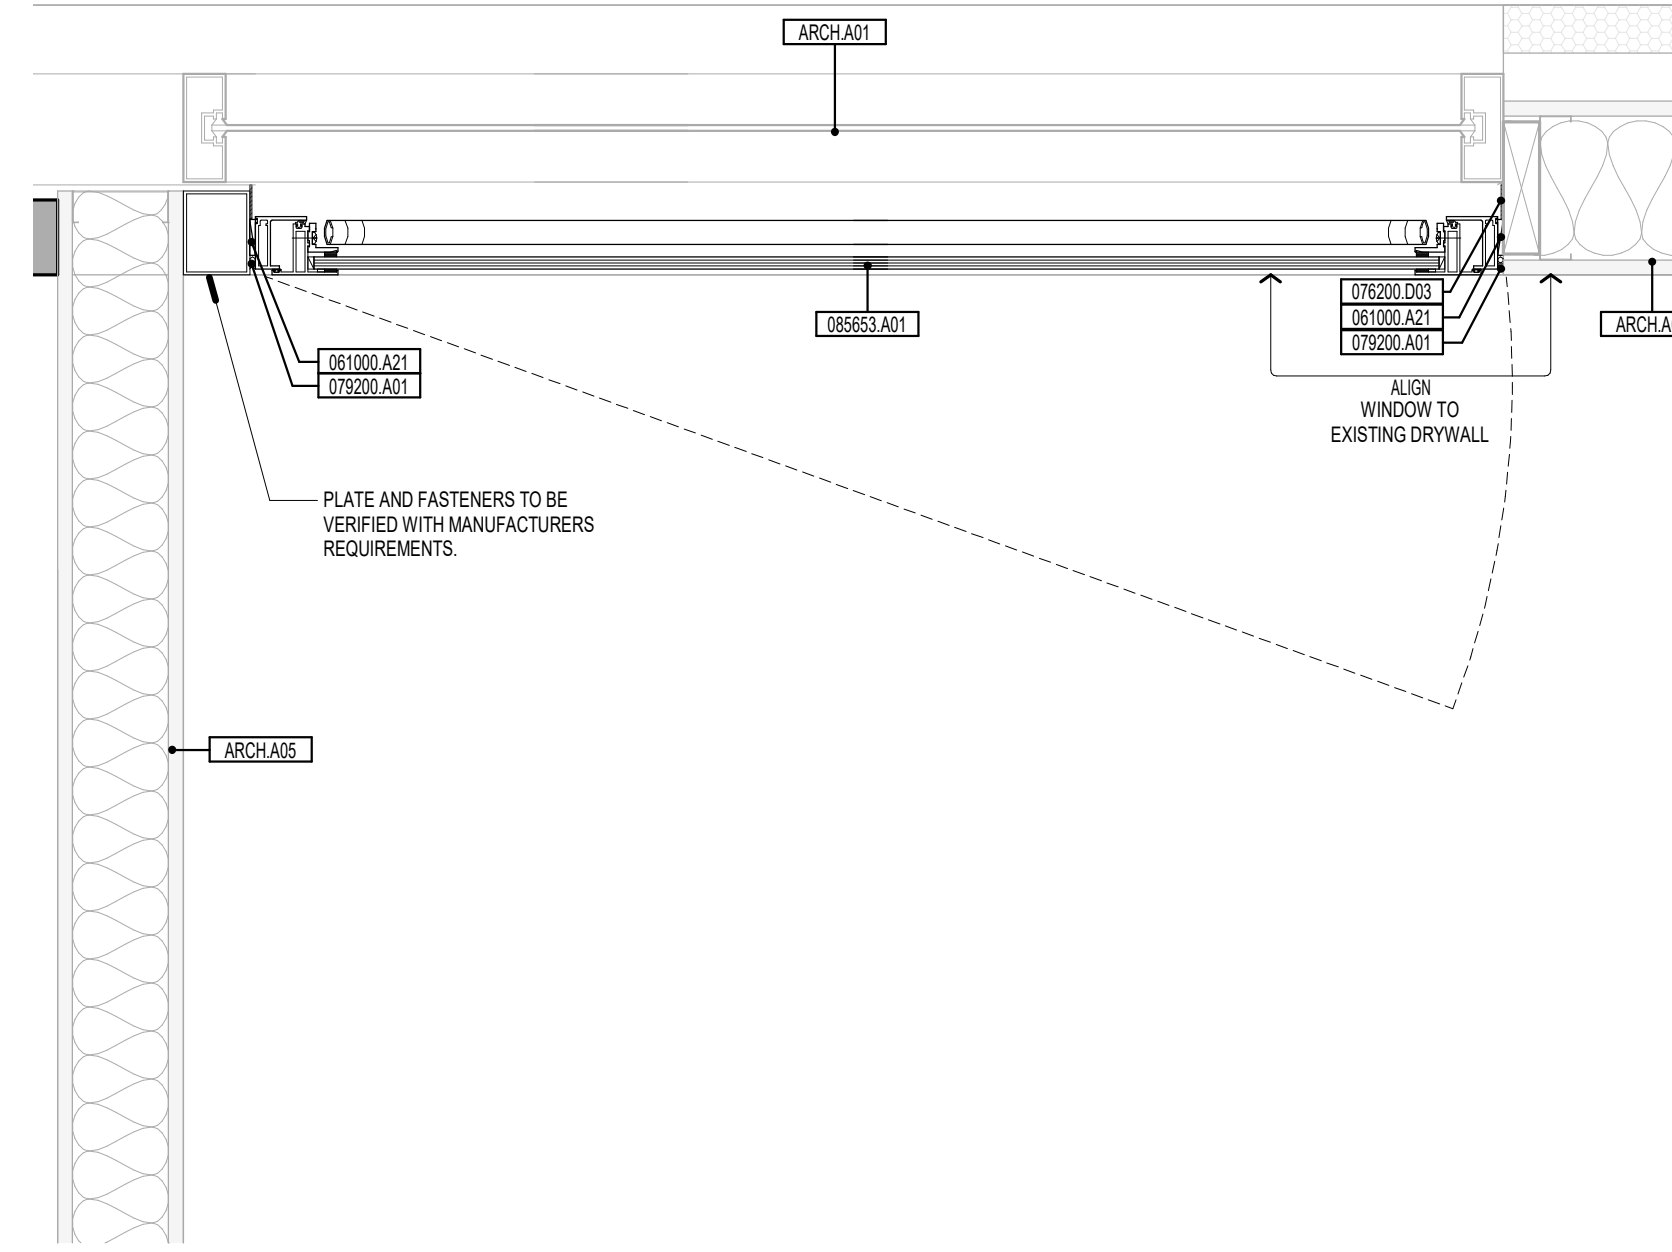 ARCH.A01
076200.D03
085653.A01
061000.A21
079200.A01
061000.A21
079200.A01
ALIGN
WINDOW TO
EXISTING DRYWALL
PLATE AND FASTENERS TO BE
VERIFIED WITH MANUFACTURERS
REQUIREMENTS.
ARCH.A05